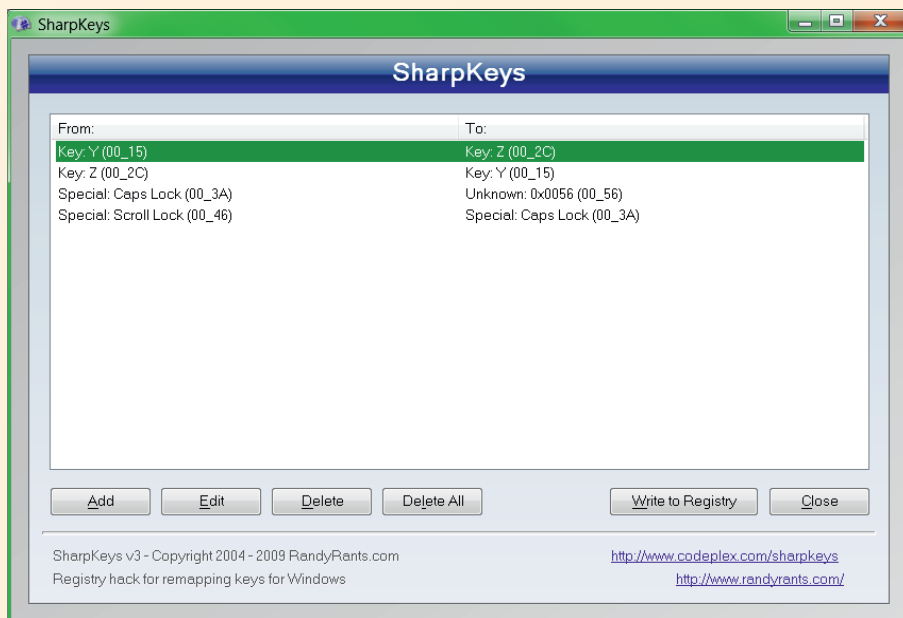 SharpKeys
SharpKeys
From: To:
Key: Y (00_15) Key: Z (00_2C)
Key: Z (00_2C) Key: Y (00_15)
Special: Caps Lock (00_3A) Unknown: 0x0056 (00_56)
Special: Scroll Lock (00_46) Special: Caps Lock (00_3A)
Add Edit Delete Delete All Write to Registry Close
SharpKeys v3 - Copyright 2004 - 2009 RandyRants.com http://www.codeplex.com/sharpkeys
Registry hack for remapping keys for Windows http://www.randyrants.com/